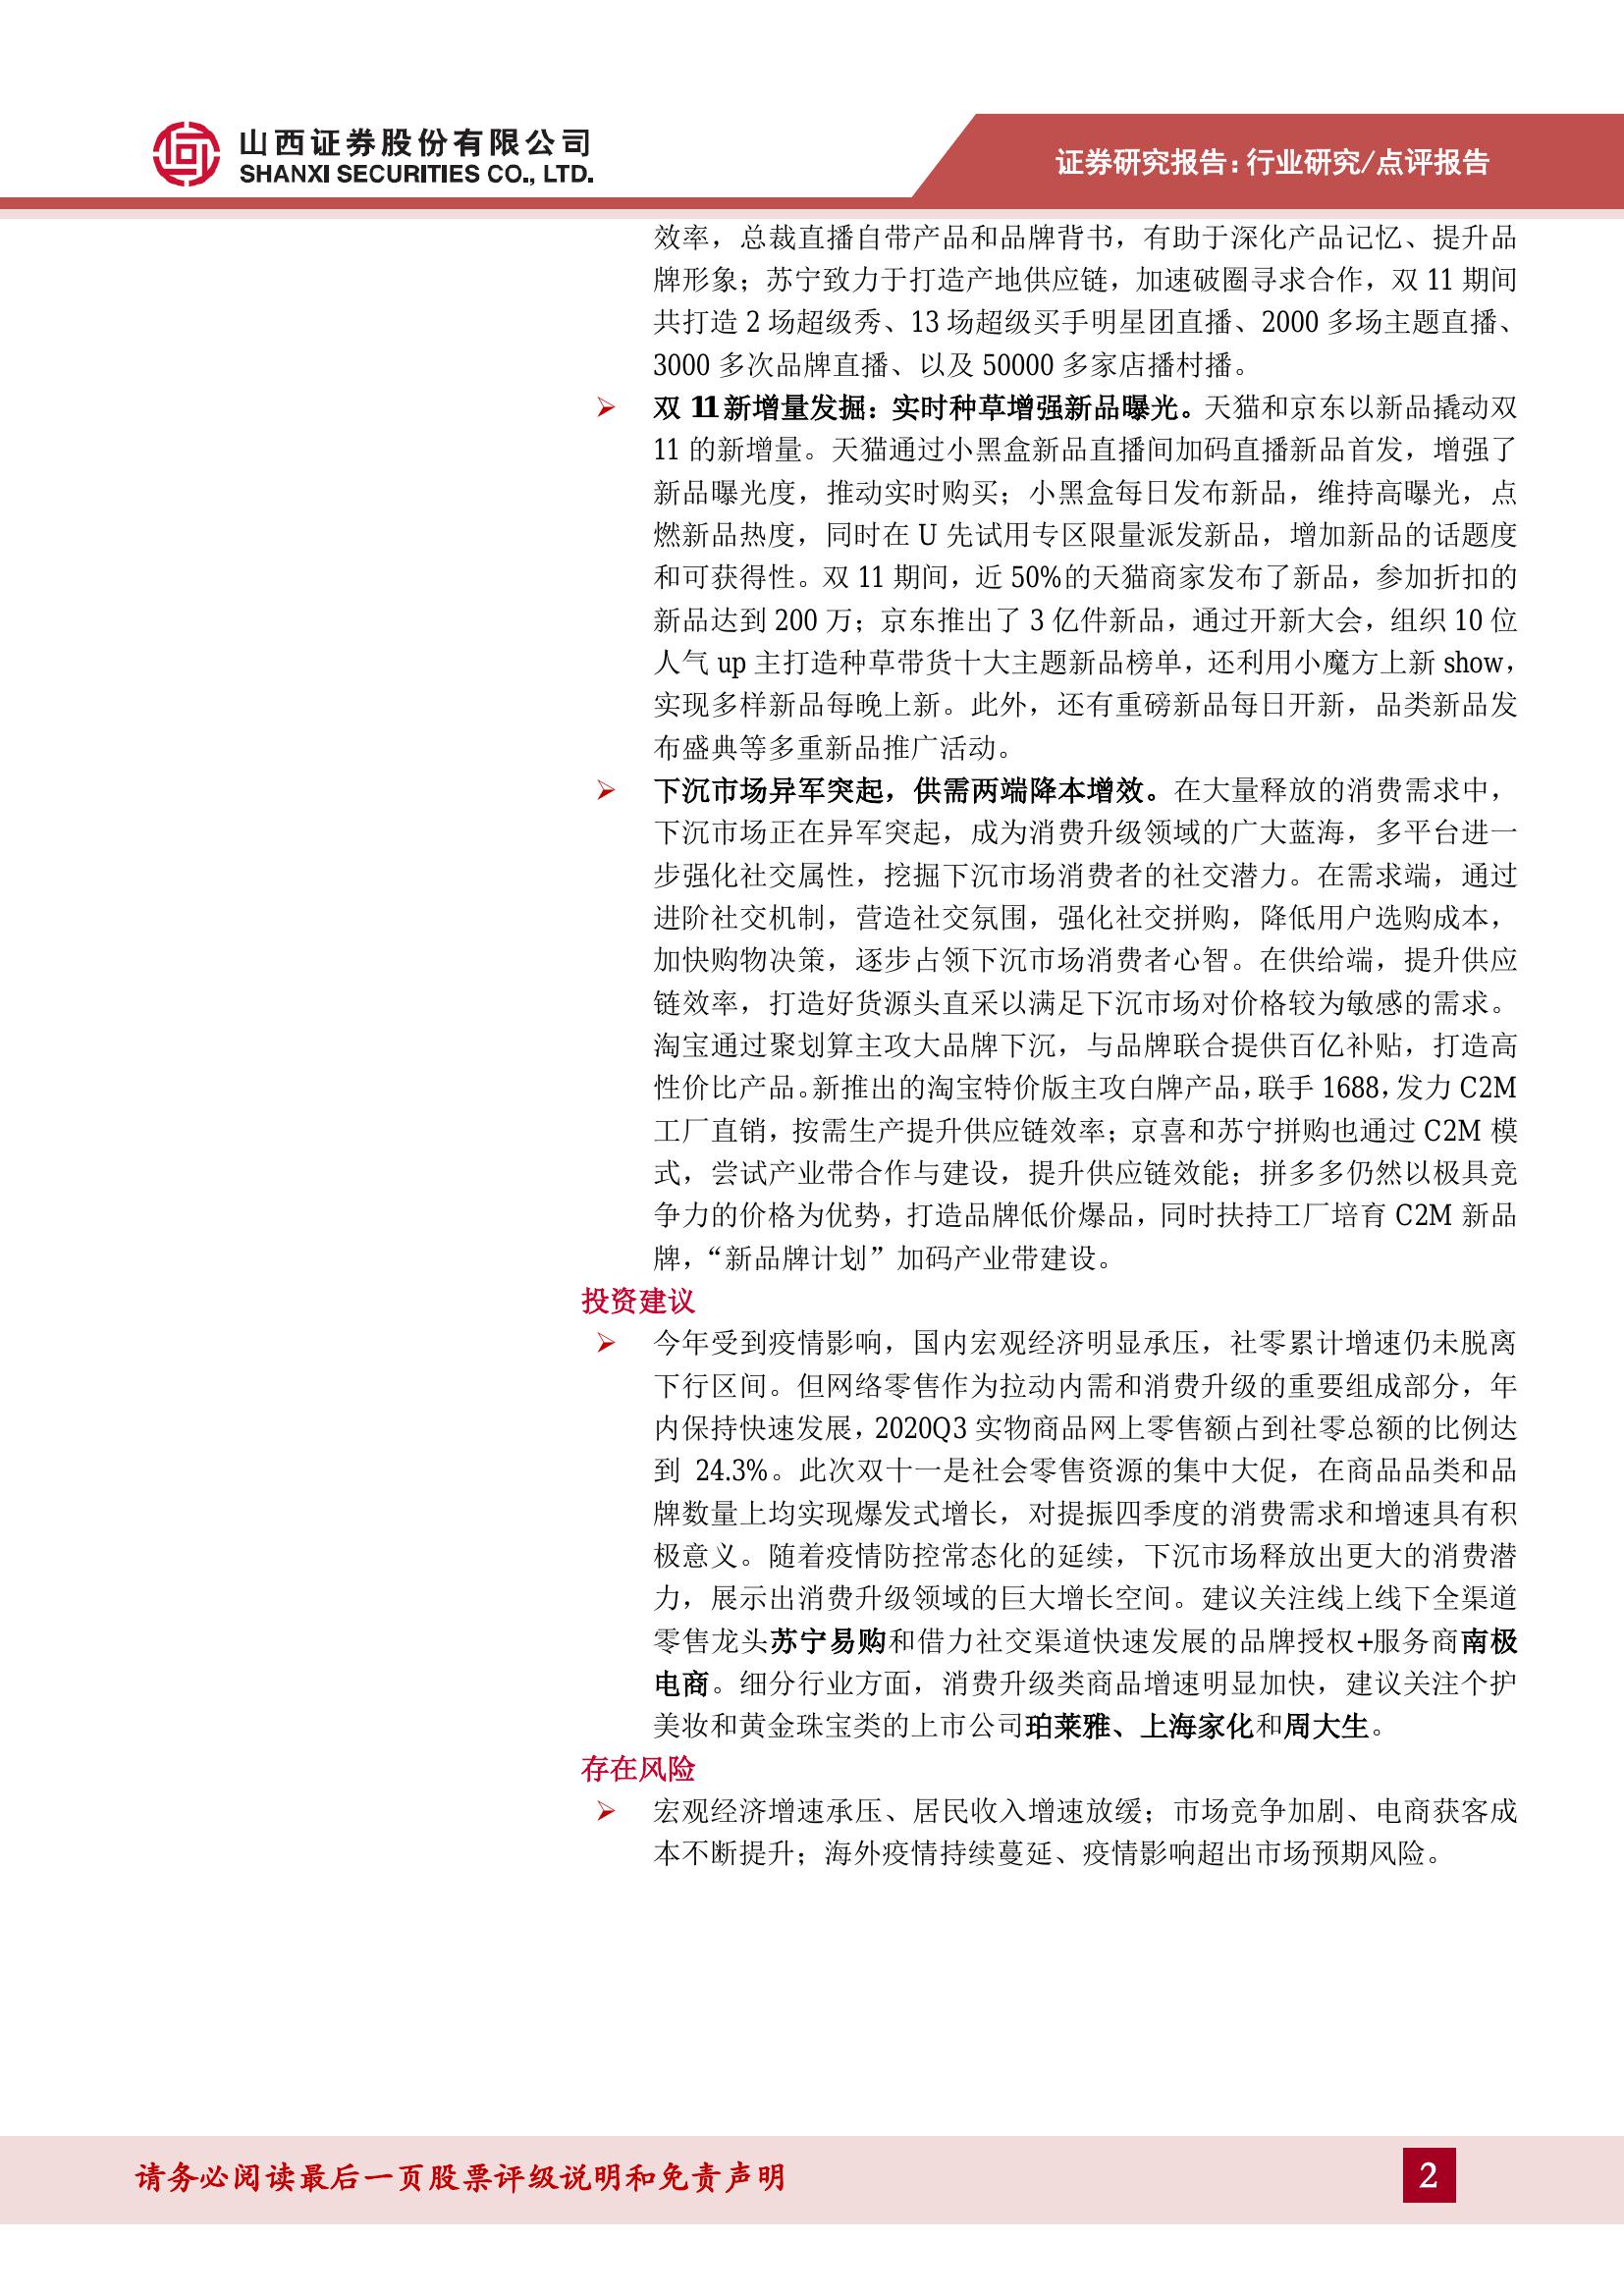 山西证券股份有限公司
SHANXI SECURITIES CO., LTD.
证券研究报告：行业研究/点评报告
效率，总裁直播自带产品和品牌背书，有助于深化产品记忆、提升品
牌形象；苏宁致力于打造产地供应链，加速破圈寻求合作，双 11 期间
共打造 2 场超级秀、13 场超级买手明星团直播、2000 多场主题直播、
3000 多次品牌直播、以及 50000 多家店播村播。
➢ 双 11 新增量发掘：实时种草增强新品曝光。天猫和京东以新品撬动双
11 的新增量。天猫通过小黑盒新品直播间加码直播新品首发，增强了
新品曝光度，推动实时购买；小黑盒每日发布新品，维持高曝光，点
燃新品热度，同时在 U 先试用专区限量派发新品，增加新品的话题度
和可获得性。双 11 期间，近 50%的天猫商家发布了新品，参加折扣的
新品达到 200 万；京东推出了 3 亿件新品，通过开新大会，组织 10 位
人气 up 主打造种草带货十大主题新品榜单，还利用小魔方上新 show，
实现多样新品每晚上新。此外，还有重磅新品每日开新，品类新品发
布盛典等多重新品推广活动。
➢ 下沉市场异军突起，供需两端降本增效。在大量释放的消费需求中，
下沉市场正在异军突起，成为消费升级领域的广大蓝海，多平台进一
步强化社交属性，挖掘下沉市场消费者的社交潜力。在需求端，通过
进阶社交机制，营造社交氛围，强化社交拼购，降低用户选购成本，
加快购物决策，逐步占领下沉市场消费者心智。在供给端，提升供应
链效率，打造好货源头直采以满足下沉市场对价格较为敏感的需求。
淘宝通过聚划算主攻大品牌下沉，与品牌联合提供百亿补贴，打造高
性价比产品。新推出的淘宝特价版主攻白牌产品，联手 1688，发力 C2M
工厂直销，按需生产提升供应链效率；京喜和苏宁拼购也通过 C2M 模
式，尝试产业带合作与建设，提升供应链效能；拼多多仍然以极具竞
争力的价格为优势，打造品牌低价爆品，同时扶持工厂培育 C2M 新品
牌，“新品牌计划”加码产业带建设。
投资建议
➢ 今年受到疫情影响，国内宏观经济明显承压，社零累计增速仍未脱离
下行区间。但网络零售作为拉动内需和消费升级的重要组成部分，年
内保持快速发展，2020Q3 实物商品网上零售额占到社零总额的比例达
到 24.3%。此次双十一是社会零售资源的集中大促，在商品品类和品
牌数量上均实现爆发式增长，对提振四季度的消费需求和增速具有积
极意义。随着疫情防控常态化的延续，下沉市场释放出更大的消费潜
力，展示出消费升级领域的巨大增长空间。建议关注线上线下全渠道
零售龙头苏宁易购和借力社交渠道快速发展的品牌授权+服务商南极
电商。细分行业方面，消费升级类商品增速明显加快，建议关注个护
美妆和黄金珠宝类的上市公司珀莱雅、上海家化和周大生。
存在风险
➢ 宏观经济增速承压、居民收入增速放缓；市场竞争加剧、电商获客成
本不断提升；海外疫情持续蔓延、疫情影响超出市场预期风险。
请务必阅读最后一页股票评级说明和免责声明
2